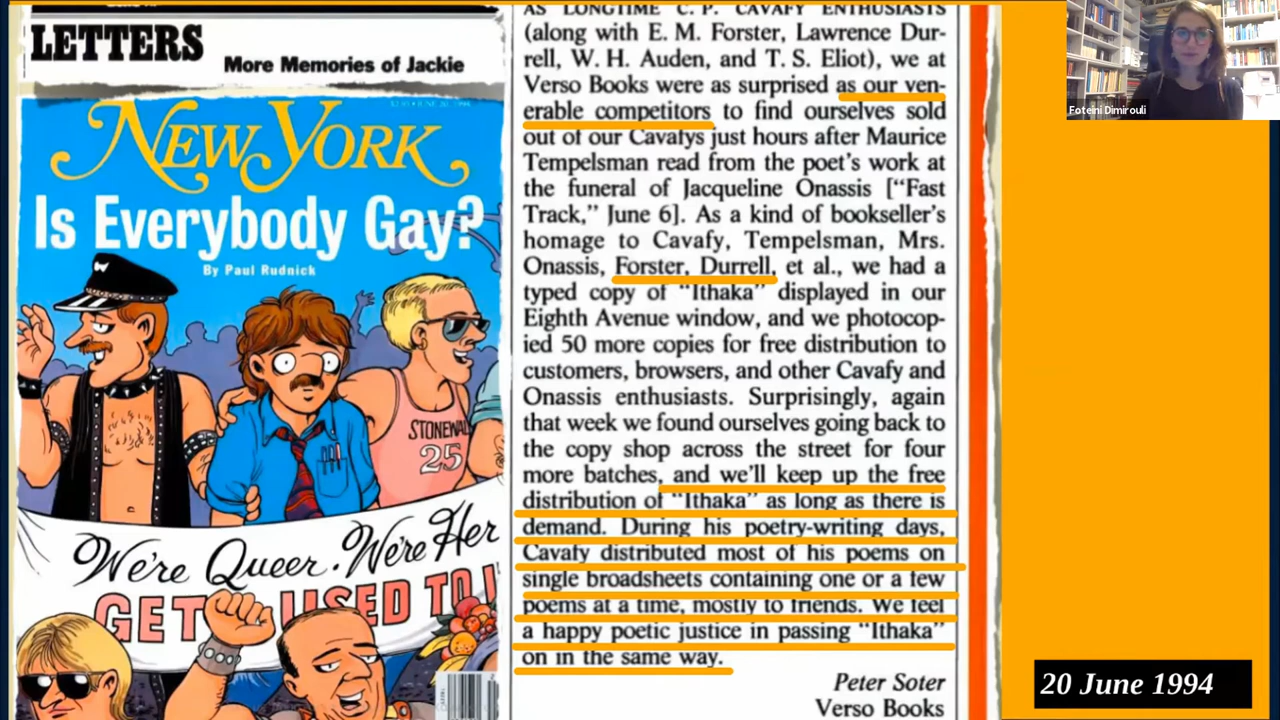 LETTERS
More Memories of Jackie
$2.95 • JUNE 20, 1994
NEW YORK
Is Everybody Gay?
By Paul Rudnick
STONEWAL
25
We're Queer. We're Her
GET USED TO I
AS LONGTIME C. P. CAVAFY ENTHUSIASTS
(along with E. M. Forster, Lawrence Dur-
rell, W. H. Auden, and T. S. Eliot), we at
Verso Books were as surprised as our ven-
erable competitors to find ourselves sold
out of our Cavafys just hours after Maurice
Tempelsman read from the poet's work at
the funeral of Jacqueline Onassis ["Fast
Track," June 6]. As a kind of bookseller's
homage to Cavafy, Tempelsman, Mrs.
Onassis, Forster, Durrell, et al., we had a
typed copy of "Ithaka" displayed in our
Eighth Avenue window, and we photocop-
ied 50 more copies for free distribution to
customers, browsers, and other Cavafy and
Onassis enthusiasts. Surprisingly, again
that week we found ourselves going back to
the copy shop across the street for four
more batches, and we'll keep up the free
distribution of "Ithaka" as long as there is
demand. During his poetry-writing days,
Cavafy distributed most of his poems on
single broadsheets containing one or a few
poems at a time, mostly to friends. We feel
a happy poetic justice in passing "Ithaka"
on in the same way.
Peter Soter
Verso Books
Foteini Dimirouli
20 June 1994